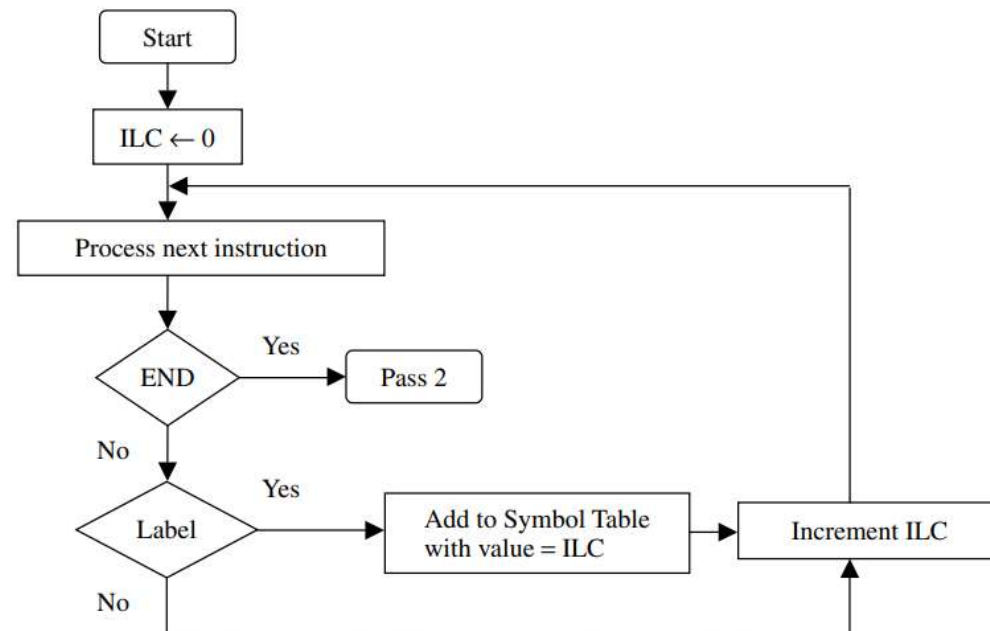 Start
ILC ← 0
Process next instruction
Yes
END
Pass 2
No
Yes
Label
Add to Symbol Table
with value = ILC
Increment ILC
No